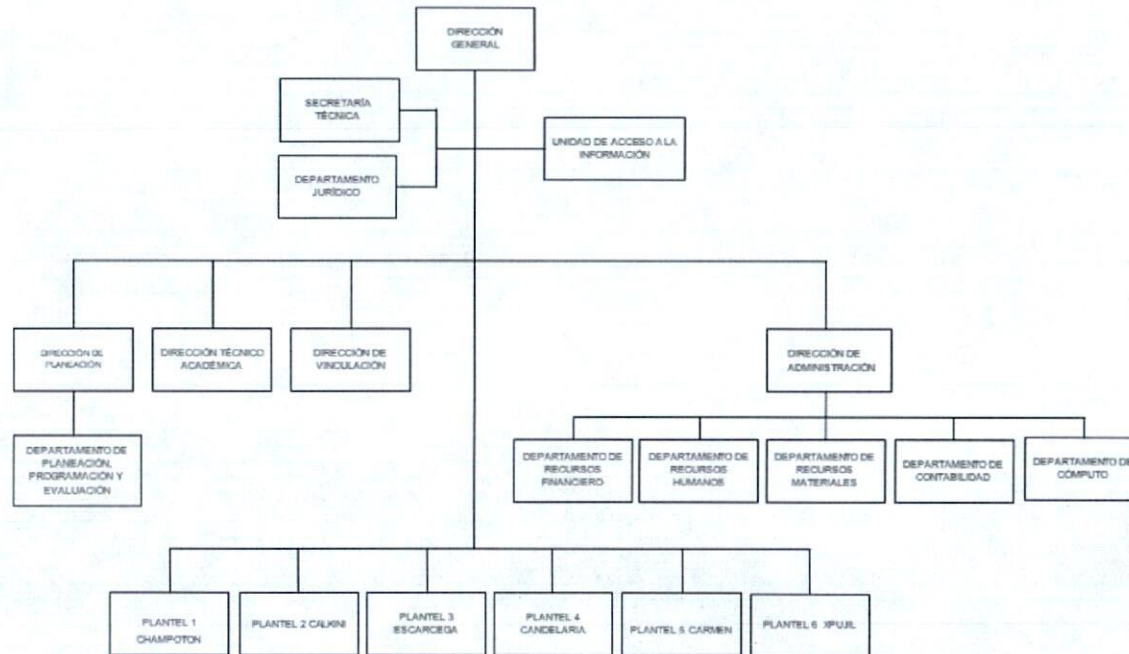 DIRECCIÓN
GENERAL
SECRETARÍA
TÉCNICA
UNIDAD DE ACCESO A LA
INFORMACIÓN
DEPARTAMENTO
JURÍDICO
DIRECCIÓN DE
PLANEACIÓN
DIRECCIÓN TÉCNICO
ACADÉMICA
DIRECCIÓN DE
VINCULACIÓN
DIRECCIÓN DE
ADMINISTRACIÓN
DEPARTAMENTO DE
PLANEACIÓN,
PROGRAMACIÓN Y
EVALUACIÓN
DEPARTAMENTO DE
RECURSOS
FINANCIERO
DEPARTAMENTO DE
RECURSOS
HUMANOS
DEPARTAMENTO DE
RECURSOS
MATERIALES
DEPARTAMENTO DE
CONTABILIDAD
DEPARTAMENTO DE
CÓMPUTO
PLANTEL 1
CHAMPOTON
PLANTEL 2 CALKINI
PLANTEL 3
ESCARCEGA
PLANTEL 4
CANDELARIA
PLANTEL 5 CARMEN
PLANTEL 6 XPUJIL